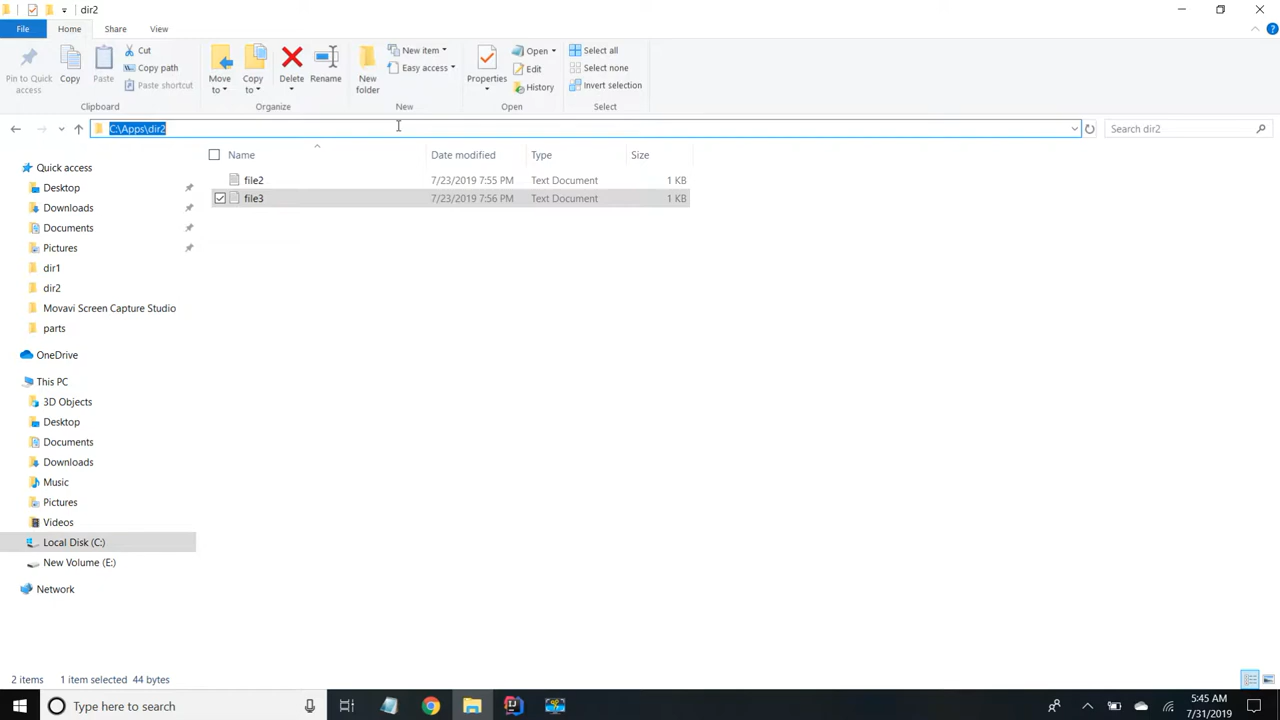 dir2
File Home Share View
Pin to Quick access
Copy
Paste
Cut
Copy path
Paste shortcut
Clipboard
Move to
Copy to
Delete
Rename
Organize
New folder
New item
Easy access
New
Properties
Open
Edit
History
Open
Select all
Select none
Invert selection
Select
C:\Apps\dir2
Search dir2
Name Date modified Type Size
file2 7/23/2019 7:55 PM Text Document 1 KB
file3 7/23/2019 7:56 PM Text Document 1 KB
Quick access
Desktop
Downloads
Documents
Pictures
dir1
dir2
Movavi Screen Capture Studio
parts
OneDrive
This PC
3D Objects
Desktop
Documents
Downloads
Music
Pictures
Videos
Local Disk (C:)
New Volume (E:)
Network
2 items 1 item selected 44 bytes
Type here to search
5:45 AM
7/31/2019